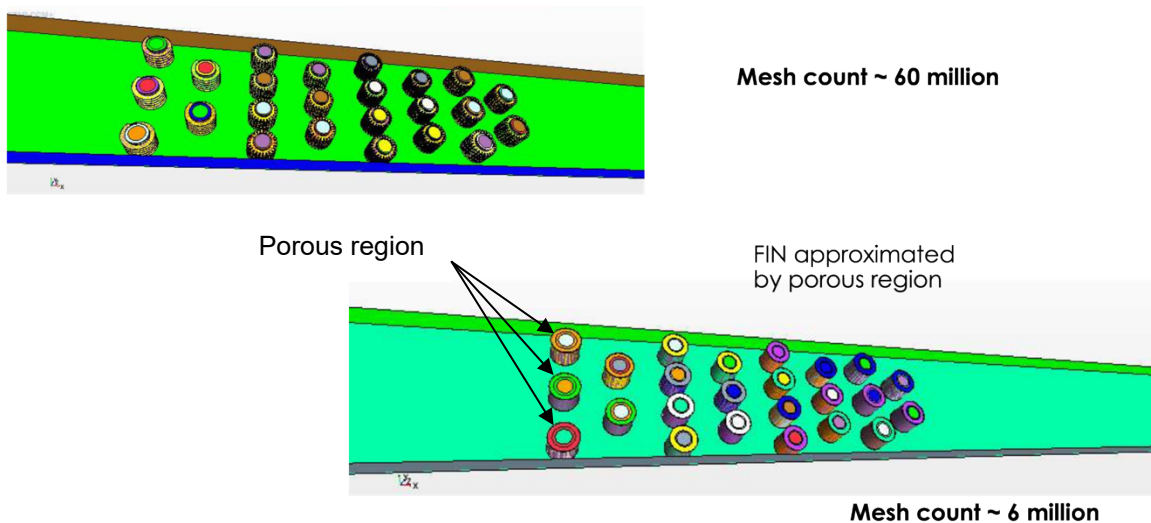 Mesh count ~ 60 million
Porous region
FIN approximated
by porous region
Mesh count ~ 6 million